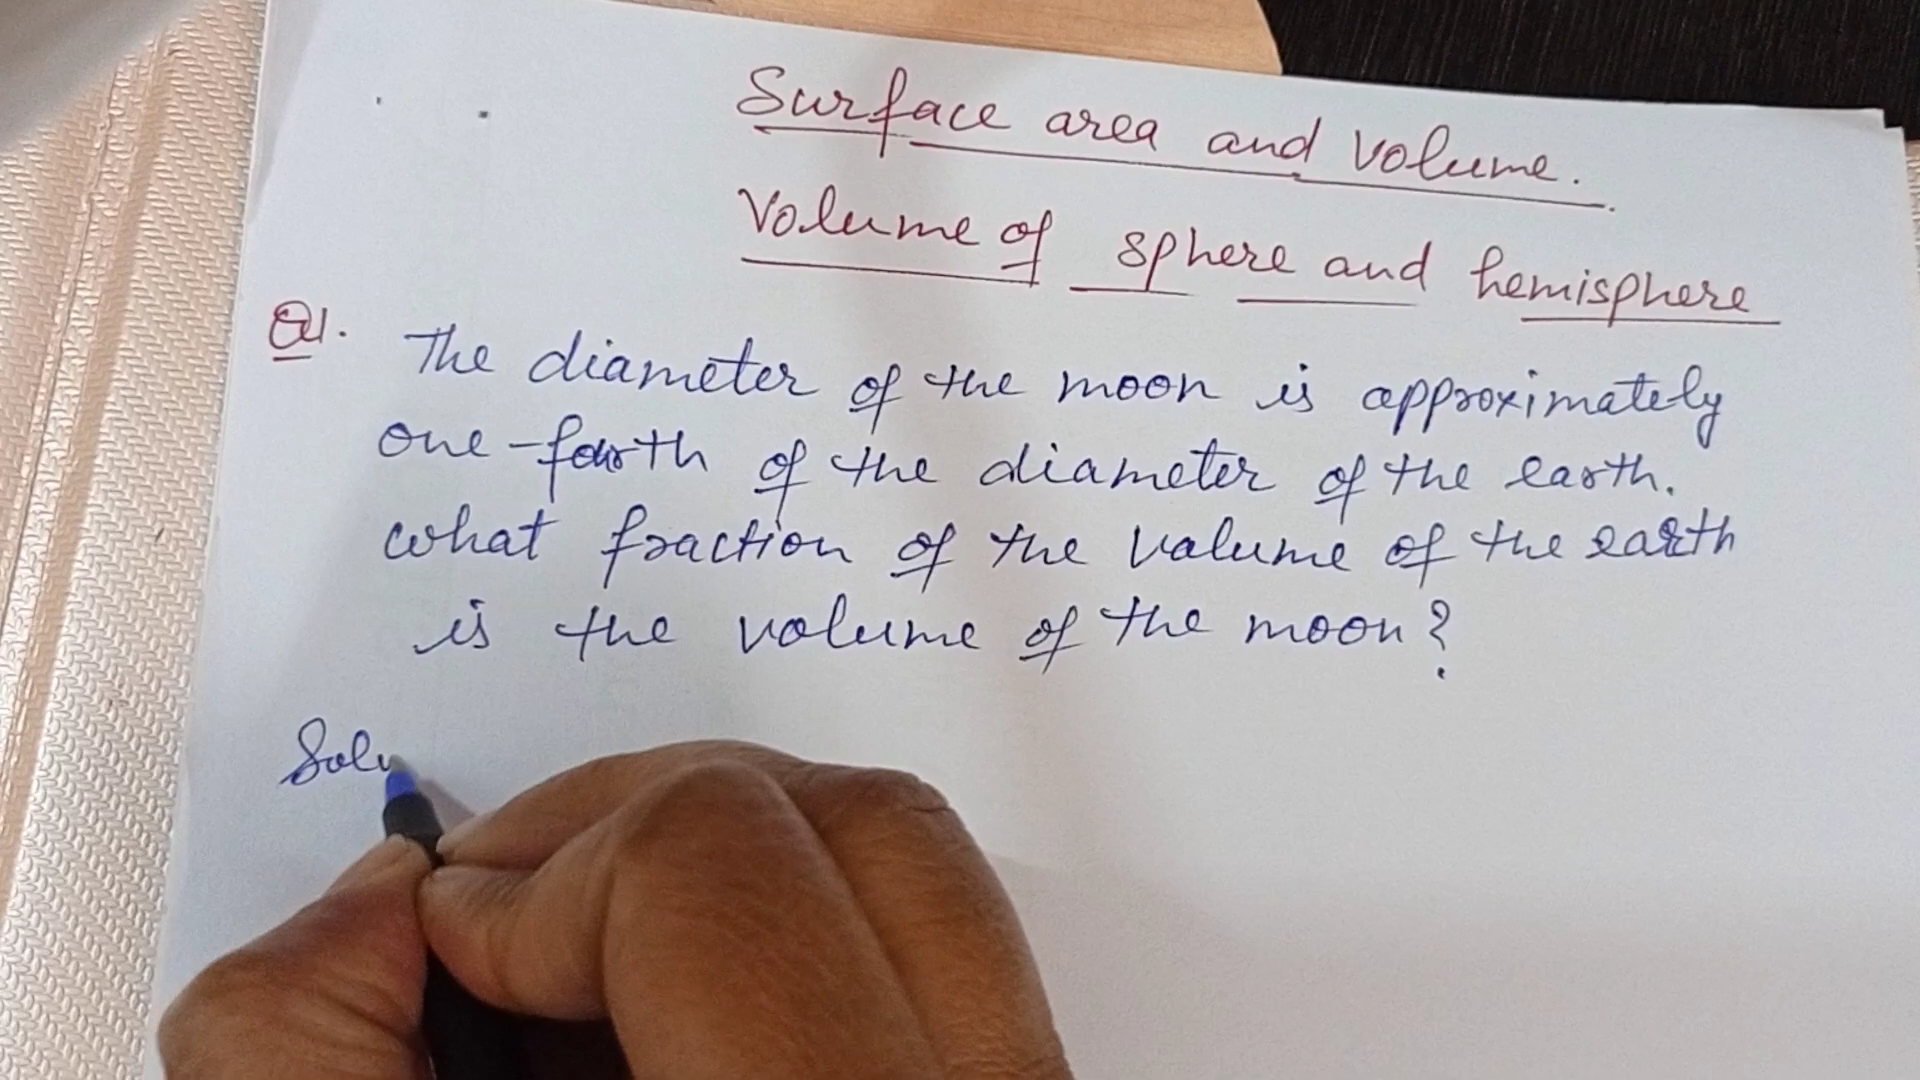 Surface area and Volume.
Volume of sphere and hemisphere
Q1. The diameter of the moon is approximately
one-fourth of the diameter of the earth.
what fraction of the volume of the earth
is the volume of the moon?
Solu